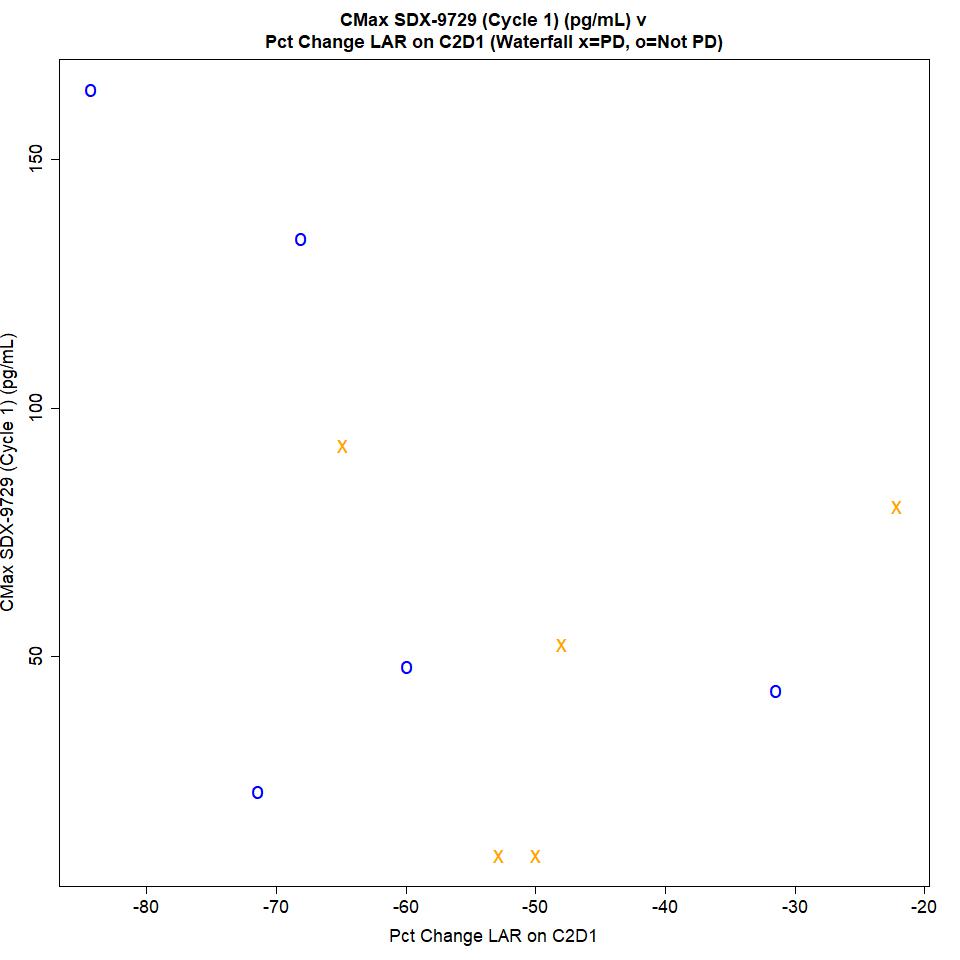 CMax SDX-9729 (Cycle 1) (pg/mL) v
Pct Change LAR on C2D1 (Waterfall x=PD, o=Not PD)
CMax SDX-9729 (Cycle 1) (pg/mL)
150
100
50
O
O
X
X
X
O
O
O
X X
-80 -70 -60 -50 -40 -30 -20
Pct Change LAR on C2D1